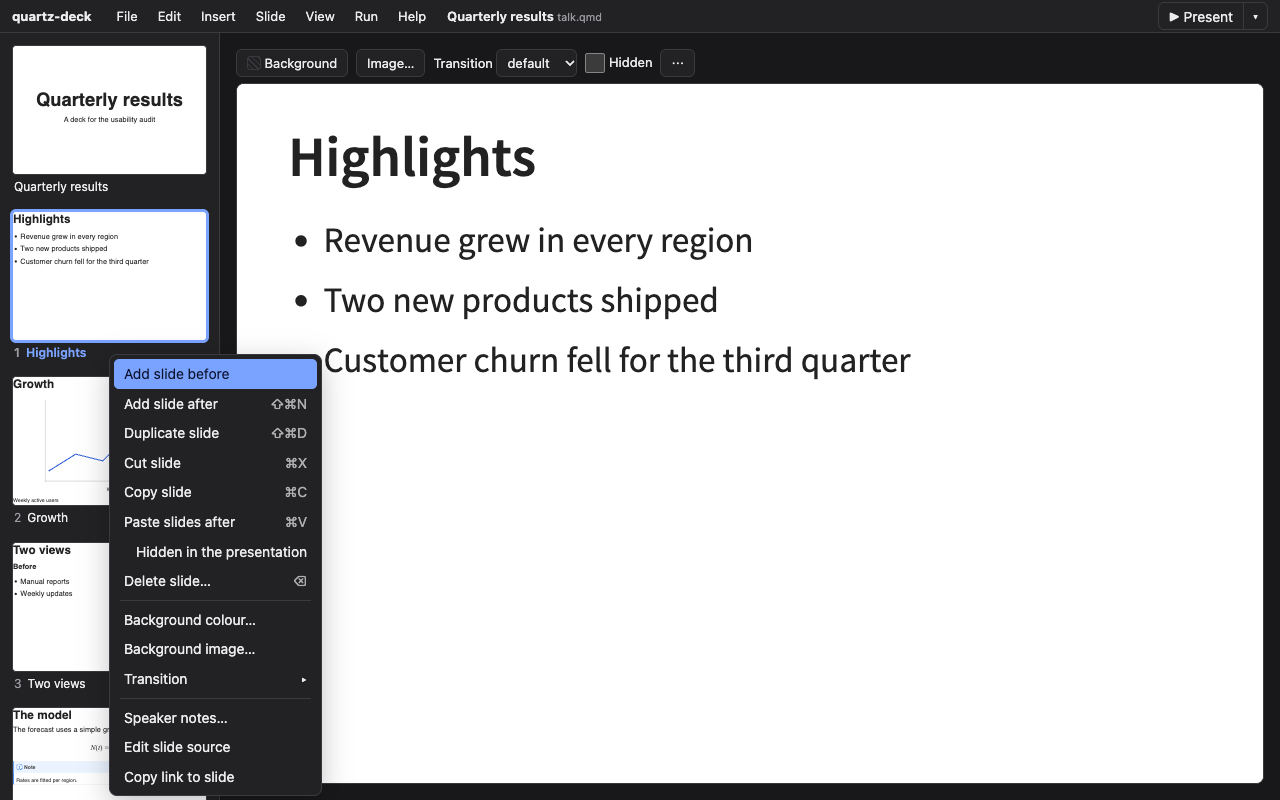 quartz-deck File Edit Insert Slide View Run Help Quarterly results talk.qmd ▶ Present ▾
Background Image... Transition default Hidden ···
Quarterly results
A deck for the usability audit
Quarterly results
Highlights
• Revenue grew in every region
• Two new products shipped
• Customer churn fell for the third quarter
1 Highlights
Growth
Weekly active users
2 Growth
Two views
Before
• Manual reports
• Weekly updates
3 Two views
The model
The forecast uses a simple
N(t) =
Note
Rates are fitted per region.
Add slide before
Add slide after ⇧⌘N
Duplicate slide ⇧⌘D
Cut slide ⌘X
Copy slide ⌘C
Paste slides after ⌘V
Hidden in the presentation
Delete slide... ⌫
Background colour...
Background image...
Transition ▸
Speaker notes...
Edit slide source
Copy link to slide
Highlights
• Revenue grew in every region
• Two new products shipped
Customer churn fell for the third quarter